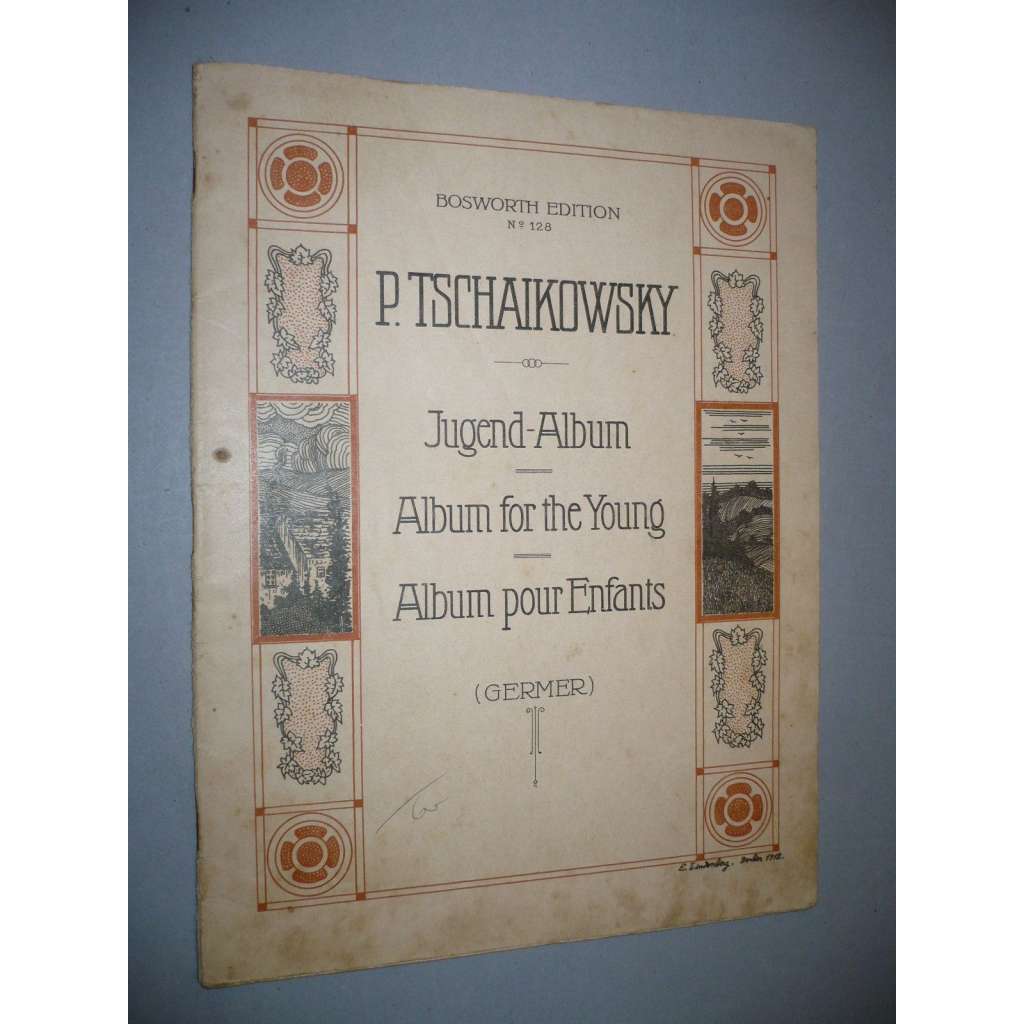 BOSWORTH EDITION
Nº 128
P. TSCHAIKOWSKY.
Jugend-Album
Album for the Young
Album pour Enfants
(GERMER)